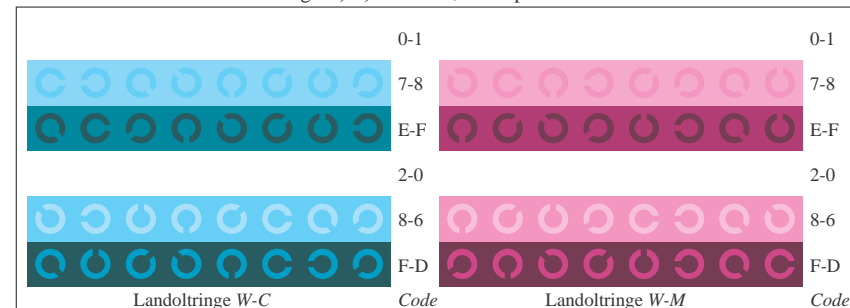 0-1 0-1
7-8 7-8
E-F E-F
2-0 2-0
8-6 8-6
F-D F-D
Landoltringe W-C Code Landoltringe W-M Code